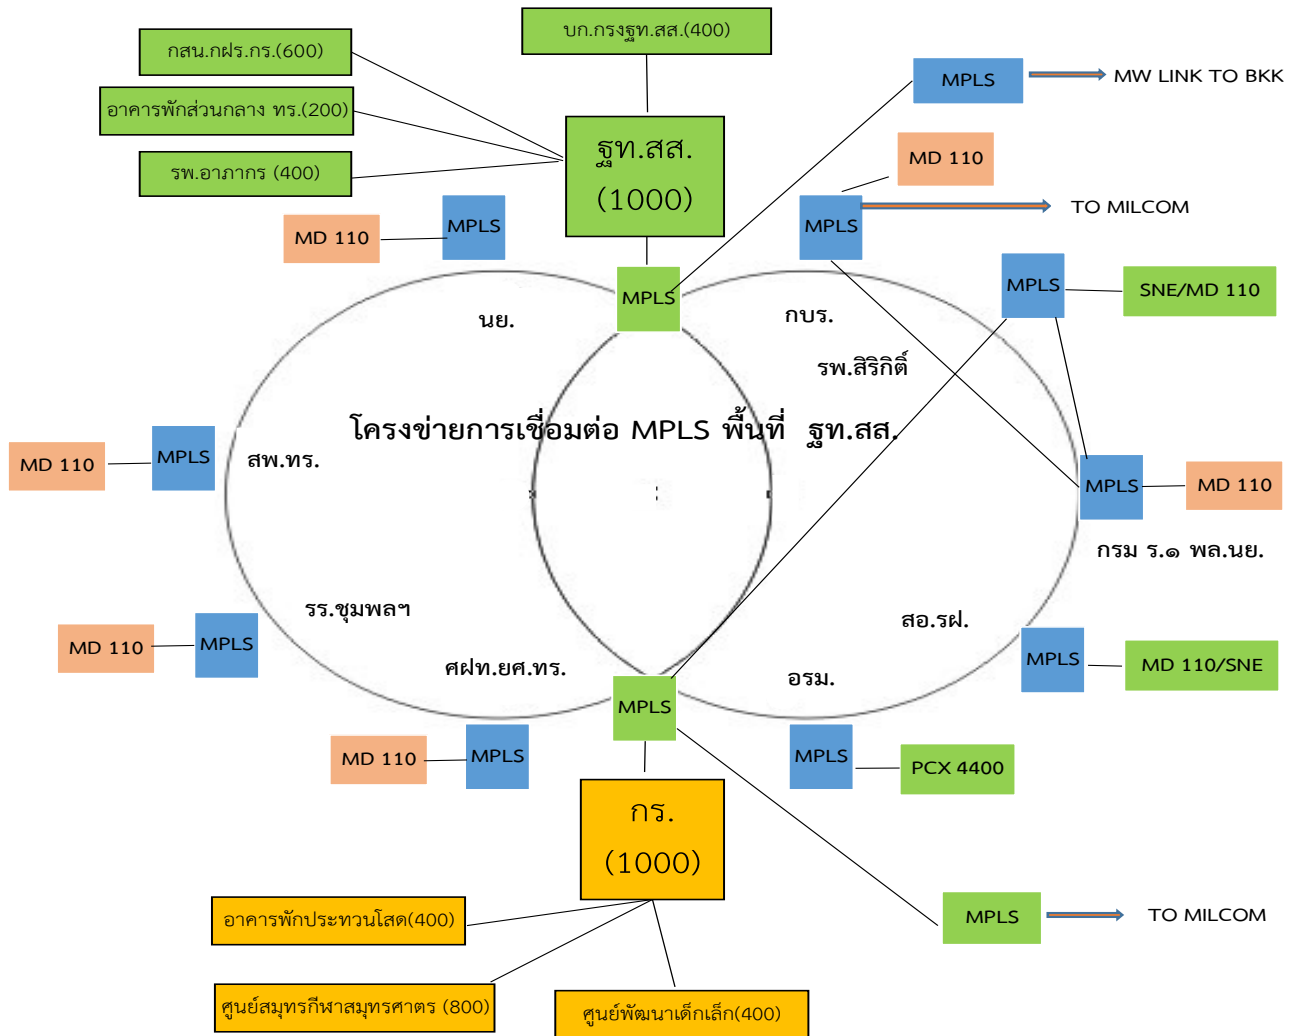 บก.กรงฐท.สส.(400)
กสน.กฝร.กร.(600)
MPLS
MW LINK TO BKK
อาคารพักส่วนกลาง ทร.(200)
ฐท.สส.
(1000)
MD 110
รพ.อาภากร (400)
MPLS
TO MILCOM
MD 110
MPLS
MPLS
SNE/MD 110
MPLS
นย.
กบร.
รพ.สิริกิติ์
โครงข่ายการเชื่อมต่อ MPLS พื้นที่ ฐท.สส.
MD 110
MPLS
สพ.ทร.
MPLS
MD 110
กรม ร.๑ พล.นย.
รร.ชุมพลฯ
สอ.รฝ.
MD 110
MPLS
MPLS
MD 110/SNE
ศฝท.ยศ.ทร.
อรม.
MPLS
MD 110
MPLS
MPLS
PCX 4400
กร.
(1000)
อาคารพักประทวนโสด(400)
MPLS
TO MILCOM
ศูนย์สมุทรกีฬาสมุทรศาตร (800)
ศูนย์พัฒนาเด็กเล็ก(400)